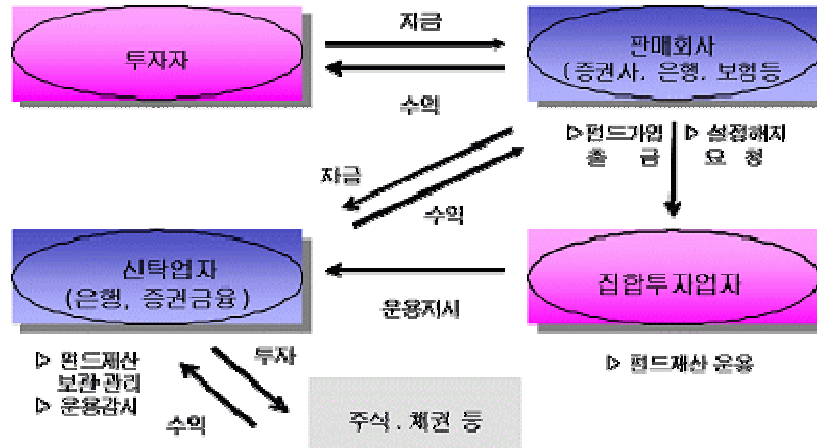 자금
투자자
판매회사
(증권사. 은행. 보험등
수익
▷펀드가입 ▷ 설정해지
출 금 요 청
자금
수익
신탁업자
(은행, 증권금융)
집합투자업자
운용지시
▷ 펀드재산
보관·관리
▷ 운용감시
투자
▷ 펀드재산 운용
수익
주식.채권 등